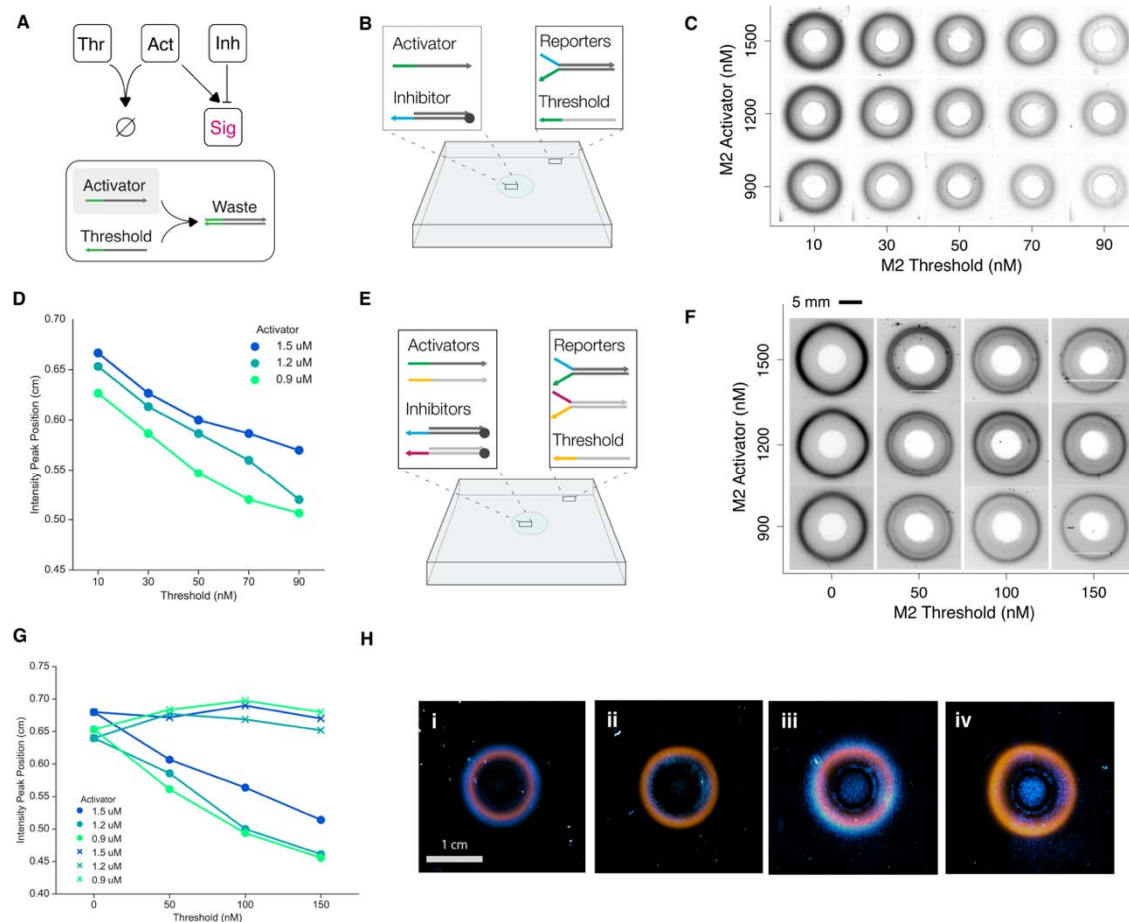 A
Thr Act Inh
Sig
Activator
Threshold
Waste
B
Activator
Inhibitor
Reporters
Threshold
C
M2 Activator (nM)
1500
1200
900
10 30 50 70 90
M2 Threshold (nM)
D
Intensity Peak Position (cm)
0.70
0.65
0.60
0.55
0.50
0.45
Activator
1.5 uM
1.2 uM
0.9 uM
10 30 50 70 90
Threshold (nM)
E
Activators
Inhibitors
Reporters
Threshold
F
5 mm
M2 Activator (nM)
1500
1200
900
0 50 100 150
M2 Threshold (nM)
G
Intensity Peak Position (cm)
0.75
0.70
0.65
0.60
0.55
0.50
0.45
0.40
Activator
1.5 uM
1.2 uM
0.9 uM
1.5 uM
1.2 uM
0.9 uM
0 50 100 150
Threshold (nM)
H
i ii iii iv
1 cm